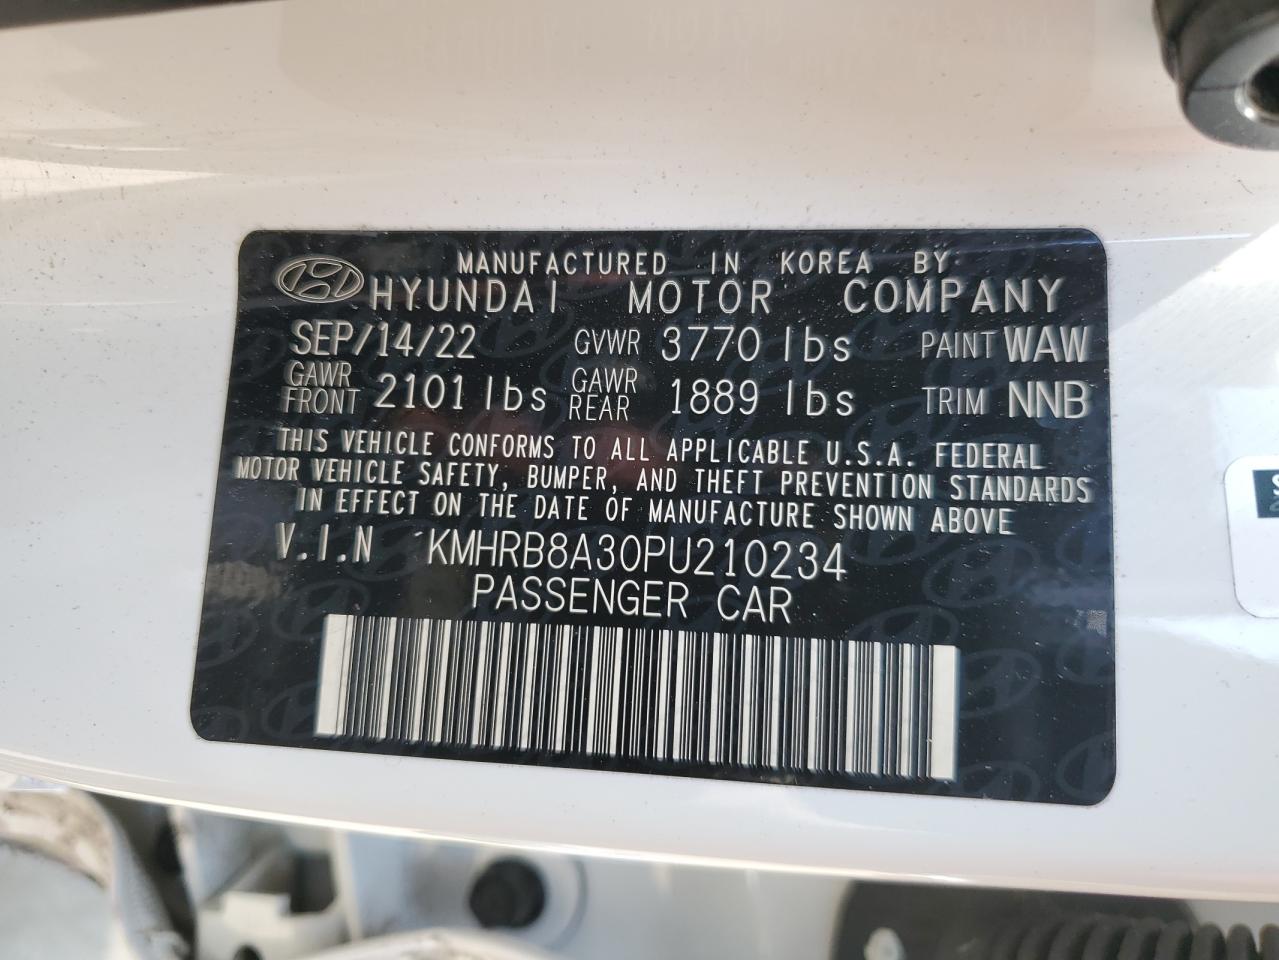 MANUFACTURED IN KOREA BY:
HYUNDAI MOTOR COMPANY
SEP/14/22 GVWR 3770 lbs PAINT WAW
GAWR FRONT 2101 lbs GAWR REAR 1889 lbs TRIM NNB
THIS VEHICLE CONFORMS TO ALL APPLICABLE U.S.A. FEDERAL
MOTOR VEHICLE SAFETY, BUMPER, AND THEFT PREVENTION STANDARDS
IN EFFECT ON THE DATE OF MANUFACTURE SHOWN ABOVE
V.I.N KMHRB8A30PU210234
PASSENGER CAR